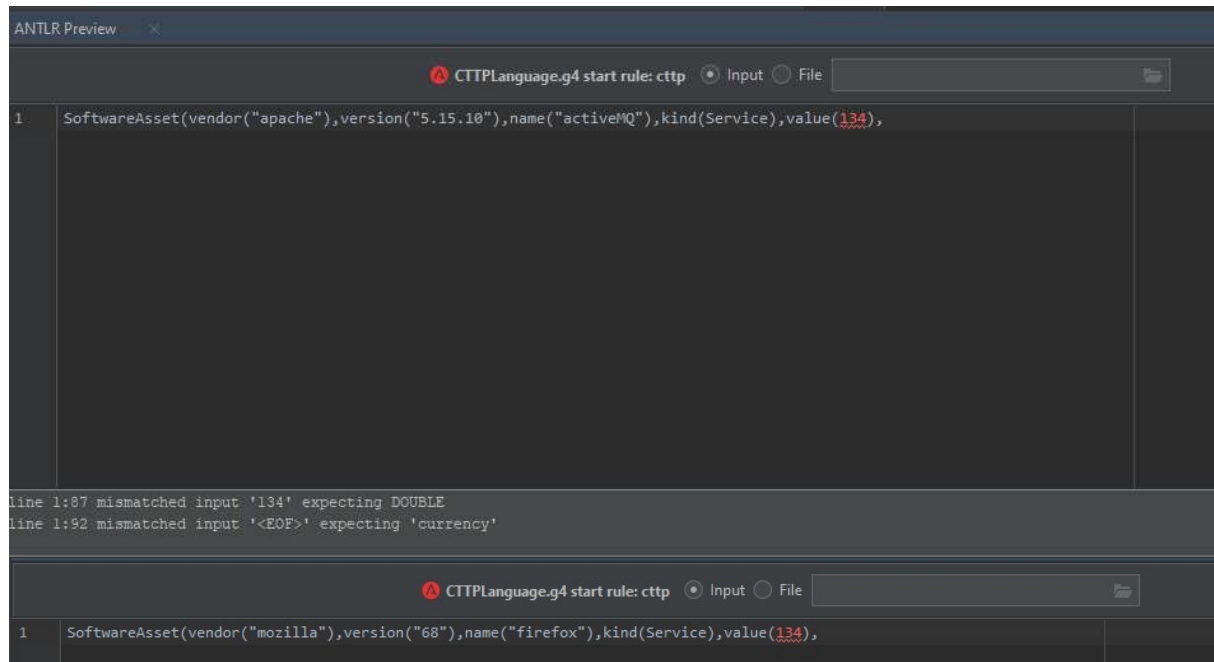 ANTLR Preview
CTTPLanguage.g4 start rule: cttp Input File
1 SoftwareAsset(vendor("apache"),version("5.15.10"),name("activeMQ"),kind(Service),value(134),
line 1:87 mismatched input '134' expecting DOUBLE
line 1:92 mismatched input '<EOF>' expecting 'currency'
CTTPLanguage.g4 start rule: cttp Input File
1 SoftwareAsset(vendor("mozilla"),version("68"),name("firefox"),kind(Service),value(134),